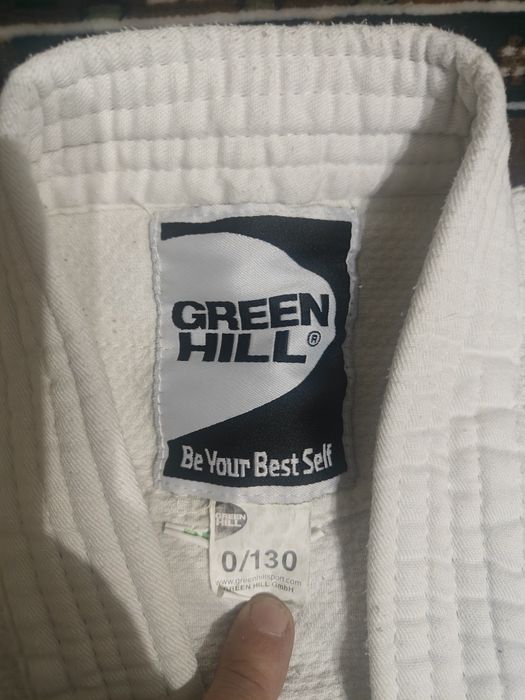 GREEN
HILL®
Be Your Best Self
GREEN
HILL
0/130
www.greenhillsport.com
GREEN HILL GmbH